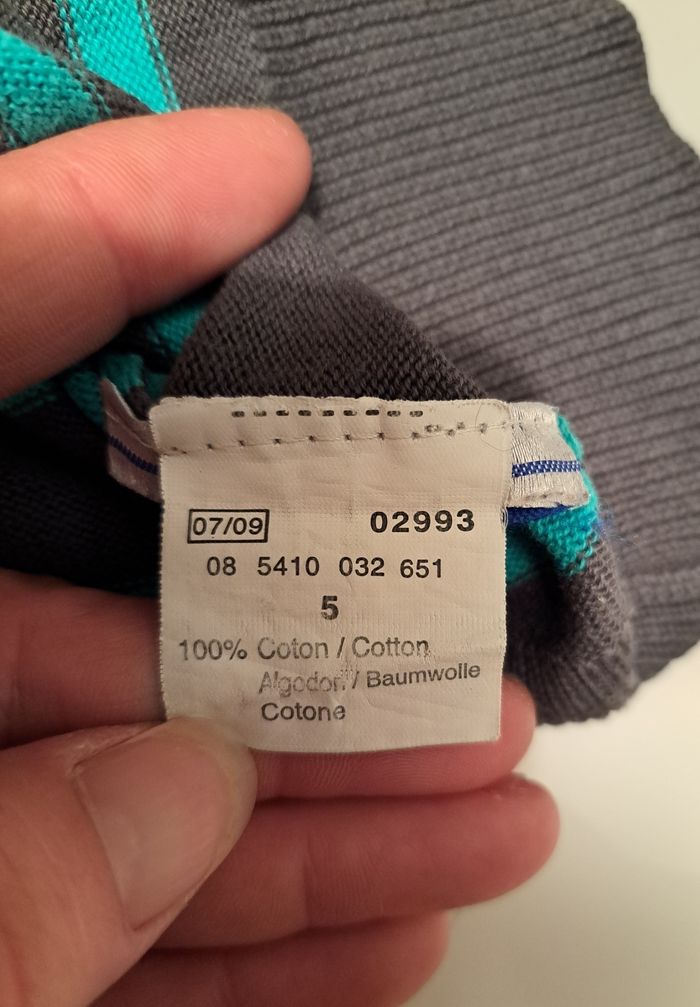 07/09 02993
08 5410 032 651
5
100% Coton / Cotton
Algodon / Baumwolle
Cotone